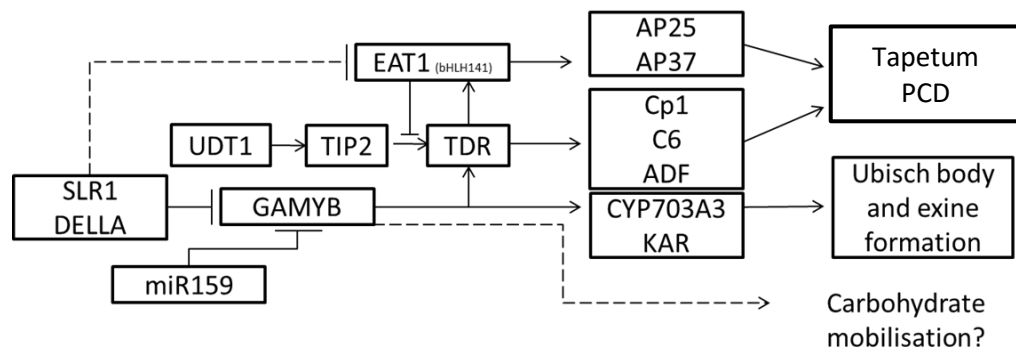 AP25
AP37
EAT1 (bHLH141)
Tapetum
PCD
Cp1
C6
ADF
UDT1
TIP2
TDR
SLR1
DELLA
GAMYB
CYP703A3
KAR
Ubisch body
and exine
formation
miR159
Carbohydrate
mobilisation?